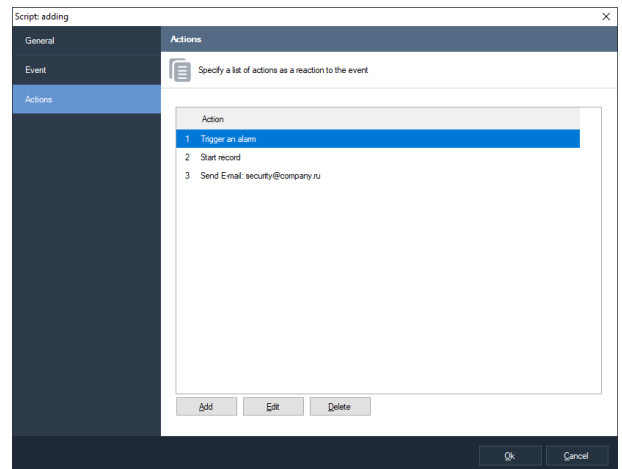 Script: adding
General
Event
Actions
Actions
Specify a list of actions as a reaction to the event
Action
1 Trigger an alarm
2 Start record
3 Send E-mail: security@company.ru
Add Edit Delete
Ok Cancel